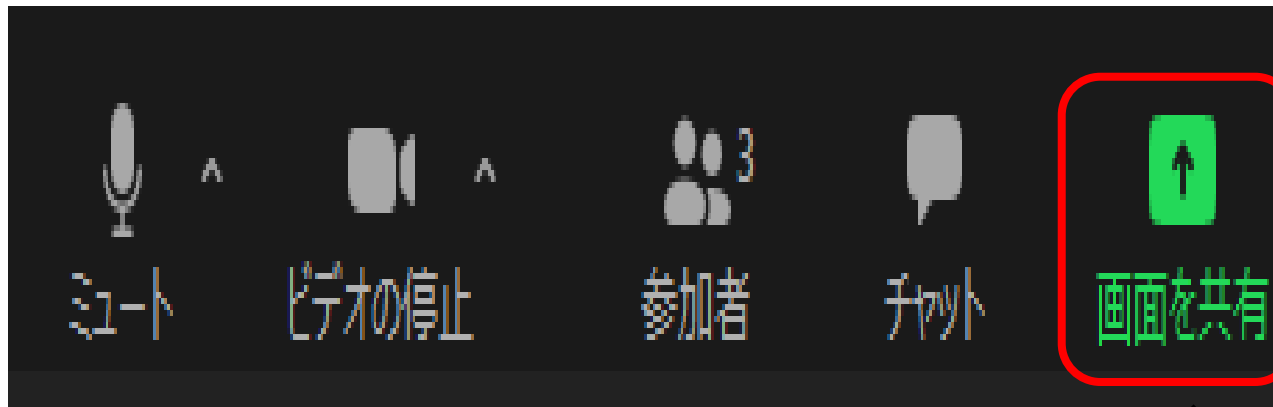 3
ミュート
ビデオの停止
参加者
チャット
画面を共有